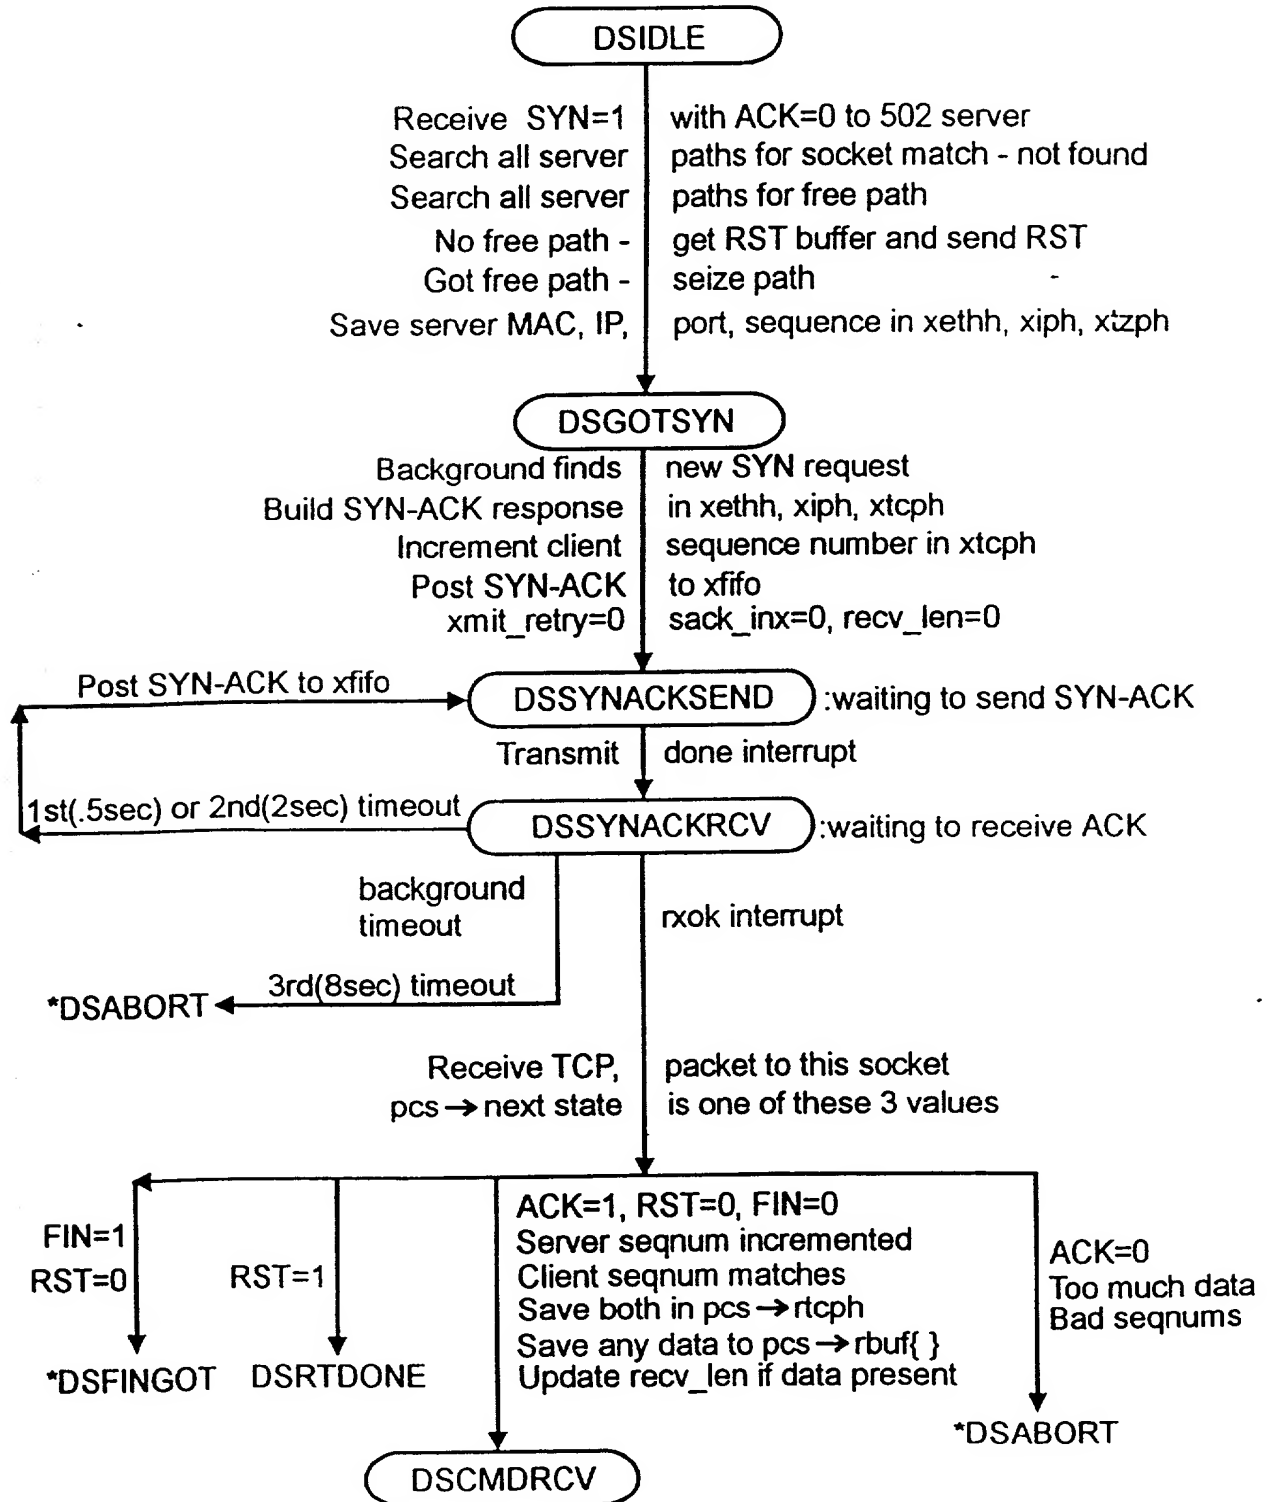 DSIDLE
Receive SYN=1 with ACK=0 to 502 server
Search all server paths for socket match - not found
Search all server paths for free path
No free path - get RST buffer and send RST
Got free path - seize path
Save server MAC, IP, port, sequence in xethh, xiph, xtzph
DSGOTSYN
Background finds new SYN request
Build SYN-ACK response in xethh, xiph, xtcph
Increment client sequence number in xtcph
Post SYN-ACK to xfifo
xmit_retry=0 sack_inx=0, recv_len=0
Post SYN-ACK to xfifo
DSSYNACKSEND :waiting to send SYN-ACK
Transmit done interrupt
1st(.5sec) or 2nd(2sec) timeout
DSSYNACKRCV :waiting to receive ACK
background
timeout
rxok interrupt
3rd(8sec) timeout
*DSABORT
Receive TCP, packet to this socket
pcs→next state is one of these 3 values
FIN=1
RST=0
RST=1
ACK=1, RST=0, FIN=0
Server seqnum incremented
Client seqnum matches
Save both in pcs→rtcph
Save any data to pcs→rbuf{ }
Update recv_len if data present
ACK=0
Too much data
Bad seqnums
*DSFINGOT
DSRTDONE
*DSABORT
DSCMDRCV